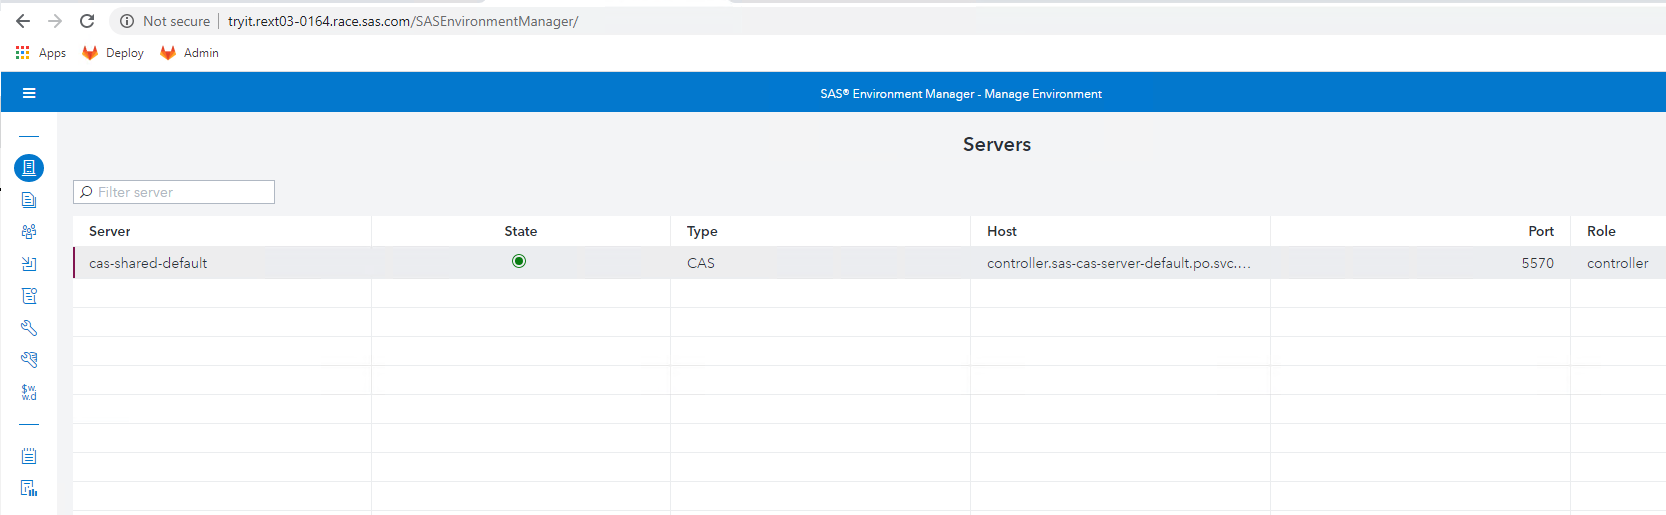 Not secure tryit.rext03-0164.race.sas.com/SASEnvironmentManager/
Apps Deploy Admin
SAS® Environment Manager - Manage Environment
Servers
Filter server
Server State Type Host Port Role
cas-shared-default CAS controller.sas-cas-server-default.po.svc.... 5570 controller
$w.
w.d